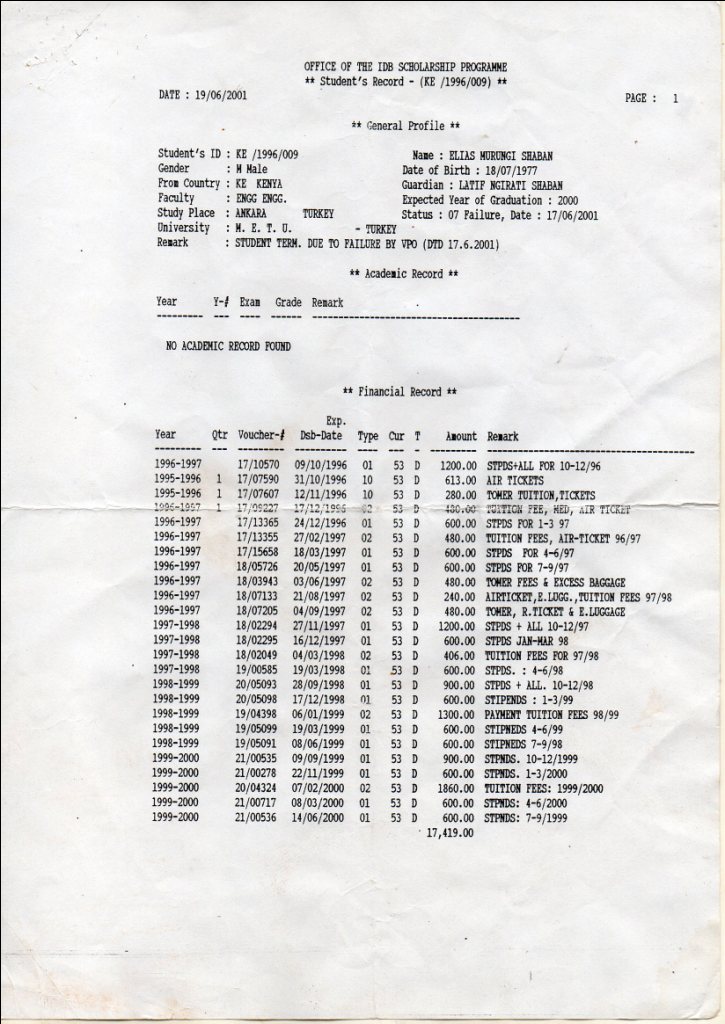 OFFICE OF THE IDB SCHOLARSHIP PROGRAMME
** Student's Record - (KE /1996/009) **
DATE : 19/06/2001 PAGE : 1
** General Profile **
Student's ID : KE /1996/009 Name : ELIAS MURUNGI SHABAN
Gender : M Male Date of Birth : 18/07/1977
From Country : KE KENYA Guardian : LATIF NGIRATI SHABAN
Faculty : ENGG ENGG. Expected Year of Graduation : 2000
Study Place : ANKARA TURKEY Status : 07 Failure, Date : 17/06/2001
University : M. E. T. U. - TURKEY
Remark : STUDENT TERM. DUE TO FAILURE BY VPO (DTD 17.6.2001)
** Academic Record **
Year Y-# Exam Grade Remark
NO ACADEMIC RECORD FOUND
** Financial Record **
Exp.
Year Qtr Voucher-# Dsb-Date Type Cur T Amount Remark
1996-1997 17/10570 09/10/1996 01 53 D 1200.00 STPDS+ALL FOR 10-12/96
1995-1996 1 17/07590 31/10/1996 10 53 D 613.00 AIR TICKETS
1995-1996 1 17/07607 12/11/1996 10 53 D 280.00 TOMER TUITION,TICKETS
1996-1997 1 17/09227 17/12/1996 02 53 D 480.00 TUITION FEE, MED, AIR TICKET
1996-1997 17/13365 24/12/1996 01 53 D 600.00 STPDS FOR 1-3 97
1996-1997 17/13355 27/02/1997 02 53 D 480.00 TUITION FEES, AIR-TICKET 96/97
1996-1997 17/15658 18/03/1997 01 53 D 600.00 STPDS FOR 4-6/97
1996-1997 18/05726 20/05/1997 01 53 D 600.00 STPDS FOR 7-9/97
1996-1997 18/03943 03/06/1997 02 53 D 480.00 TOMER FEES & EXCESS BAGGAGE
1996-1997 18/07133 21/08/1997 02 53 D 240.00 AIRTICKET,E.LUGG.,TUITION FEES 97/98
1996-1997 18/07205 04/09/1997 02 53 D 480.00 TOMER, R.TICKET & E.LUGGAGE
1997-1998 18/02294 27/11/1997 01 53 D 1200.00 STPDS + ALL 10-12/97
1997-1998 18/02295 16/12/1997 01 53 D 600.00 STPDS JAN-MAR 98
1997-1998 18/02049 04/03/1998 02 53 D 406.00 TUITION FEES FOR 97/98
1997-1998 19/00585 19/03/1998 01 53 D 600.00 STPDS. : 4-6/98
1998-1999 20/05093 28/09/1998 01 53 D 900.00 STPDS + ALL. 10-12/98
1998-1999 20/05098 17/12/1998 01 53 D 600.00 STIPENDS : 1-3/99
1998-1999 19/04398 06/01/1999 02 53 D 1300.00 PAYMENT TUITION FEES 98/99
1998-1999 19/05099 19/03/1999 01 53 D 600.00 STIPNEDS 4-6/99
1998-1999 19/05091 08/06/1999 01 53 D 600.00 STIPNEDS 7-9/98
1999-2000 21/00535 09/09/1999 01 53 D 900.00 STPNDS. 10-12/1999
1999-2000 21/00278 22/11/1999 01 53 D 600.00 STPNDS. 1-3/2000
1999-2000 20/04324 07/02/2000 02 53 D 1860.00 TUITION FEES: 1999/2000
1999-2000 21/00717 08/03/2000 01 53 D 600.00 STPNDS: 4-6/2000
1999-2000 21/00536 14/06/2000 01 53 D 600.00 STPNDS: 7-9/1999
17,419.00